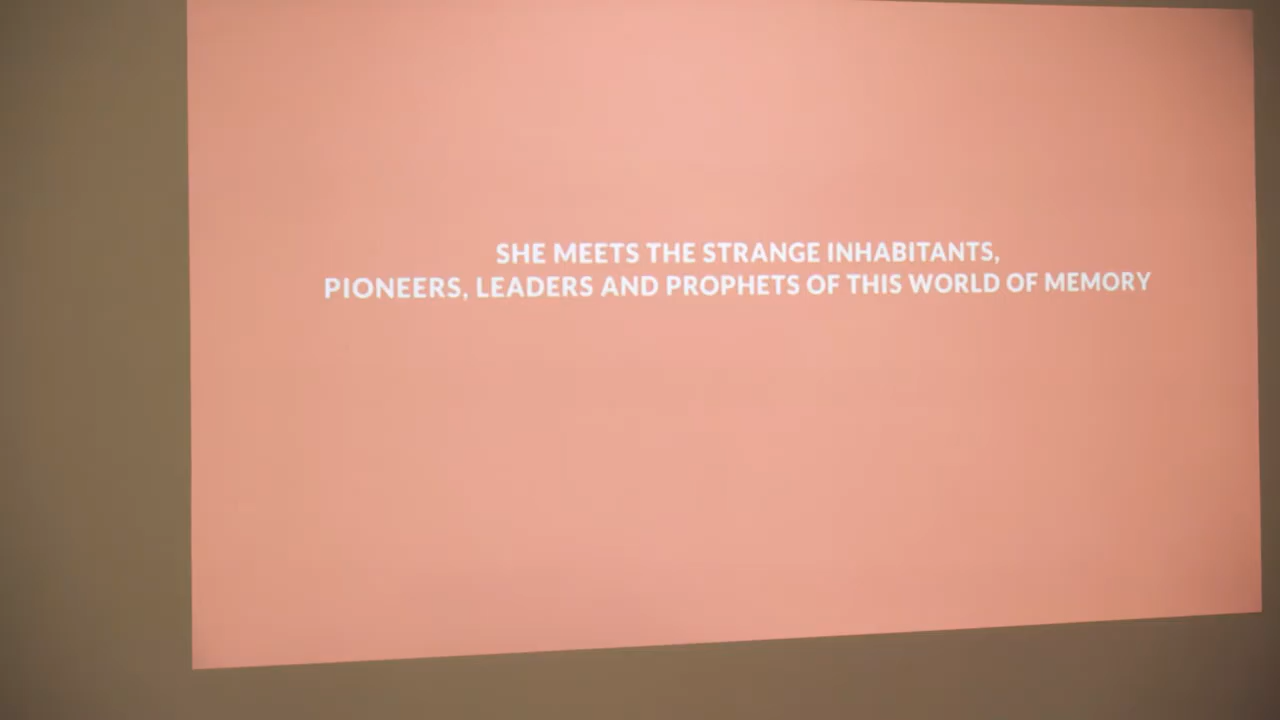 SHE MEETS THE STRANGE INHABITANTS,
PIONEERS, LEADERS AND PROPHETS OF THIS WORLD OF MEMORY